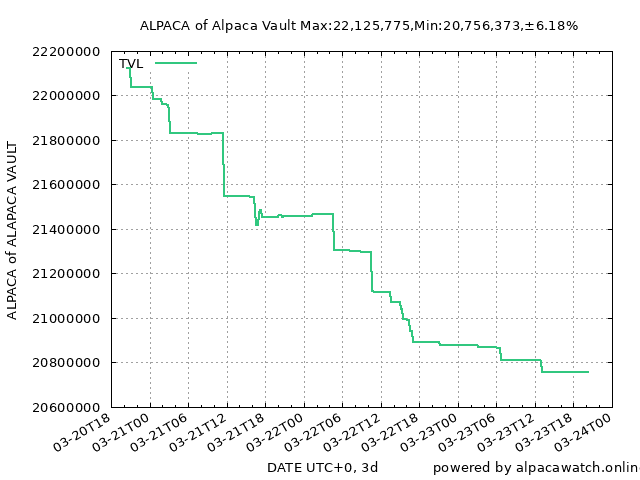 ALPACA of Alpaca Vault Max:22,125,775,Min:20,756,373,±6.18%
TVL
22200000
22000000
21800000
21600000
21400000
21200000
21000000
20800000
20600000
ALPACA of ALAPACA VAULT
03-20T18
03-21T00
03-21T06
03-21T12
03-21T18
03-22T00
03-22T06
03-22T12
03-22T18
03-23T00
03-23T06
03-23T12
03-23T18
03-24T00
DATE UTC+0, 3d
powered by alpacawatch.onlin